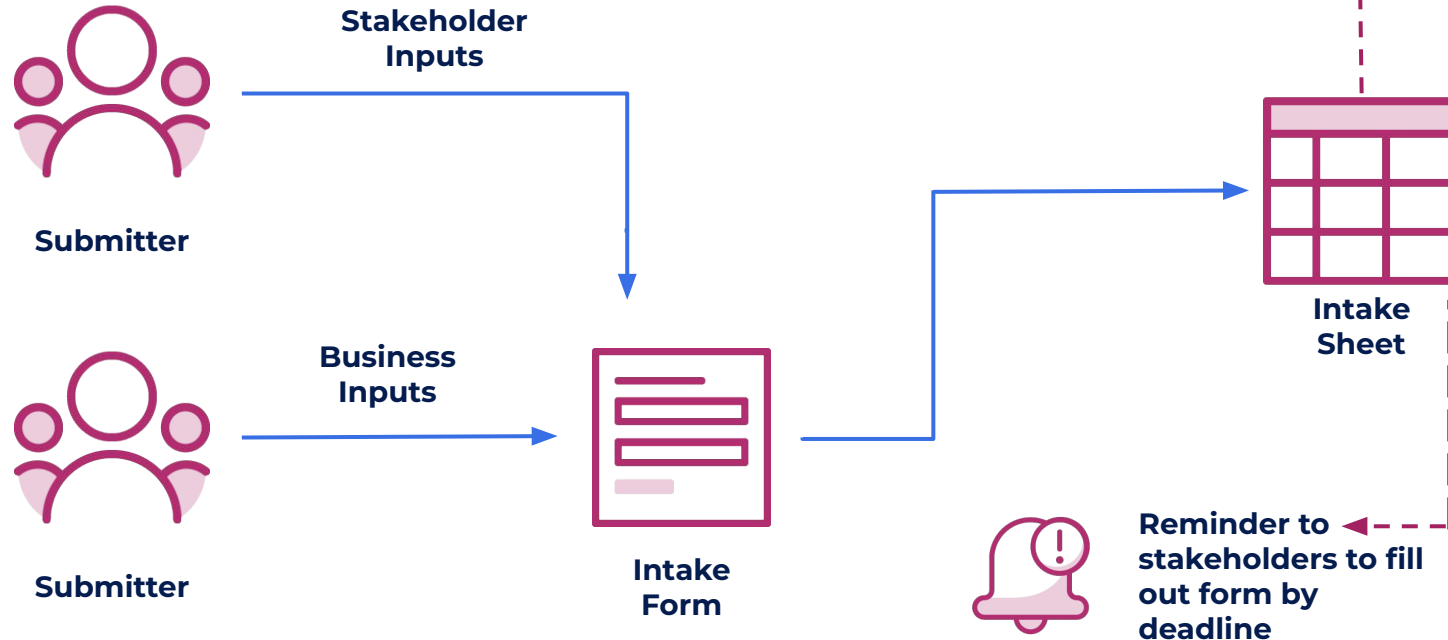 Stakeholder
Inputs
Submitter
Business
Inputs
Submitter
Intake
Form
Intake
Sheet
Reminder to
stakeholders to fill
out form by
deadline